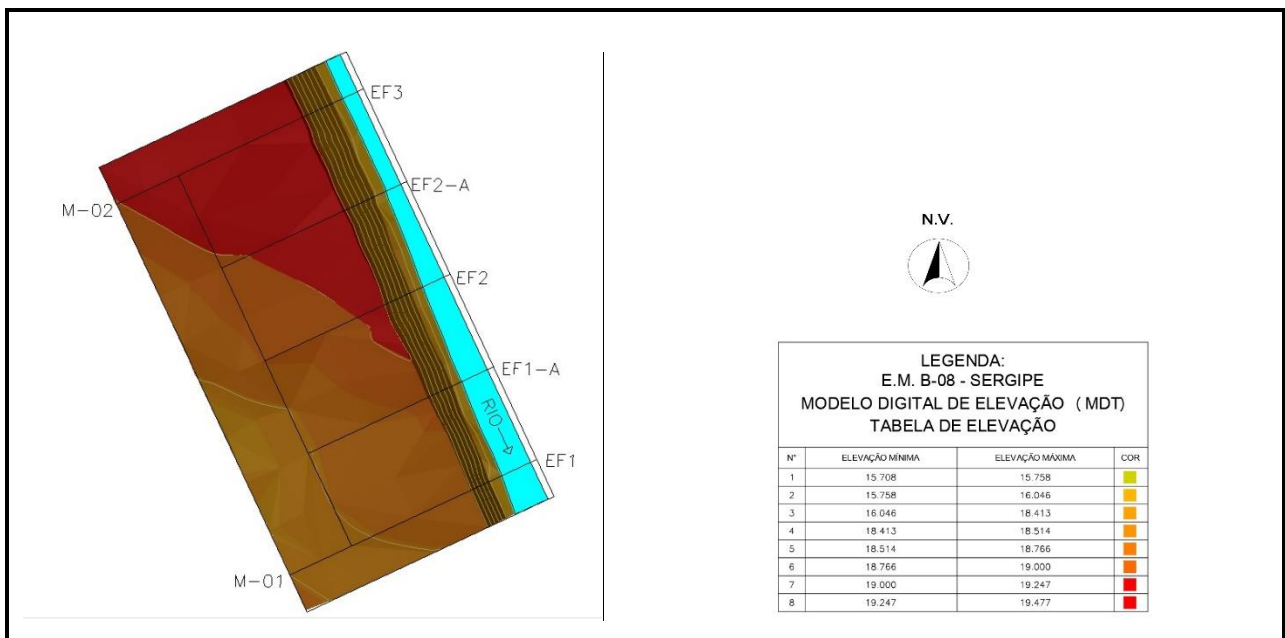 EF3
EF2-A
M-02
EF2
EF1-A
RIO
EF1
M-01
N.V.
LEGENDA:
E.M. B-08 - SERGIPE
MODELO DIGITAL DE ELEVAÇÃO ( MDT)
TABELA DE ELEVAÇÃO
N° ELEVAÇÃO MÍNIMA ELEVAÇÃO MÁXIMA COR
1 15.708 15.758
2 15.758 16.046
3 16.046 18.413
4 18.413 18.514
5 18.514 18.766
6 18.766 19.000
7 19.000 19.247
8 19.247 19.477